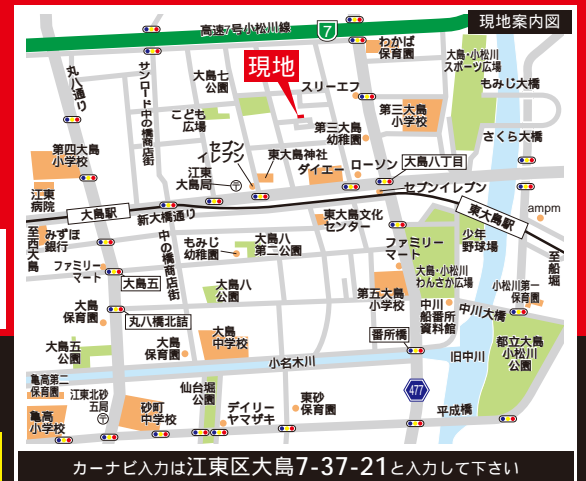 現地案内図
高速7号小松川線
7
わかば
保育園
丸八通り
サンロード中の橋商店街
大島七
公園
現地
スリーエフ
大島・小松川
スポーツ広場
もみじ大橋
こども
広場
第三大島
小学校
第三大島
幼稚園
さくら大橋
第四大島
小学校
セブン
イレブン
東大島神社
ダイエー
ローソン
大島八丁目
江東
大島局
セブンイレブン
江東
病院
大島駅
新大橋通り
東大島文化
センター
東大島駅
ampm
至西大島
みずほ
銀行
中の橋商店街
もみじ
幼稚園
大島八
第二公園
ファミリー
マート
少年
野球場
至船堀
ファミリー
マート
大島五
大島八
公園
大島・小松川
わんさか広場
小松川第一
保育園
第五大島
小学校
大島
保育園
丸八橋北詰
中川
船番所
資料館
中川大橋
大島
中学校
番所橋
大島五
公園
大島
保育園
小名木川
旧中川
都立大島
小松川
公園
亀高第二
保育園
江東北砂
五局
仙台堀
公園
東砂
保育園
477
亀高
小学校
砂町
中学校
デイリー
ヤマザキ
平成橋
カーナビ入力は江東区大島7-37-21と入力して下さい